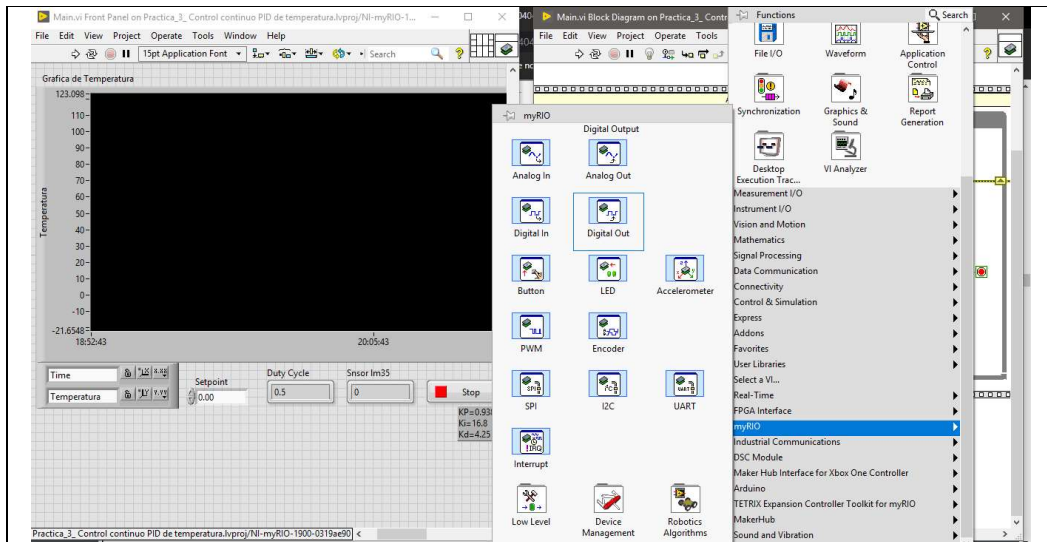 Main.vi Front Panel on Practica_3_ Control continuo PID de temperatura.lvproj/NI-myRIO-1...
File Edit View Project Operate Tools Window Help
15pt Application Font
Search
Grafica de Temperatura
123.098
110
100
90
80
70
60
50
40
30
20
10
0
-10
-21.6548
Temperatura
18:52:43
20:05:43
Time
Temperatura
Setpoint
0.00
Duty Cycle
0.5
Snsor lm35
0
Stop
Ki=16.8
Kd=4.25
Practica_3_ Control continuo PID de temperatura.lvproj/NI-myRIO-1900-0319ae90
Main.vi Block Diagram on Practica_3_ Contr
File Edit View Project Operate Tools
myRIO
Digital Output
Analog In
Analog Out
Digital In
Digital Out
Button
LED
Accelerometer
PWM
Encoder
SPI
I2C
UART
Interrupt
Low Level
Device Management
Robotics Algorithms
Functions
Search
File I/O
Waveform
Application Control
Synchronization
Graphics & Sound
Report Generation
Desktop Execution Trac...
VI Analyzer
Measurement I/O
Instrument I/O
Vision and Motion
Mathematics
Signal Processing
Data Communication
Connectivity
Control & Simulation
Express
Addons
Favorites
User Libraries
Select a VI...
Real-Time
FPGA Interface
myRIO
Industrial Communications
DSC Module
Maker Hub Interface for Xbox One Controller
Arduino
TETRIX Expansion Controller Toolkit for myRIO
MakerHub
Sound and Vibration